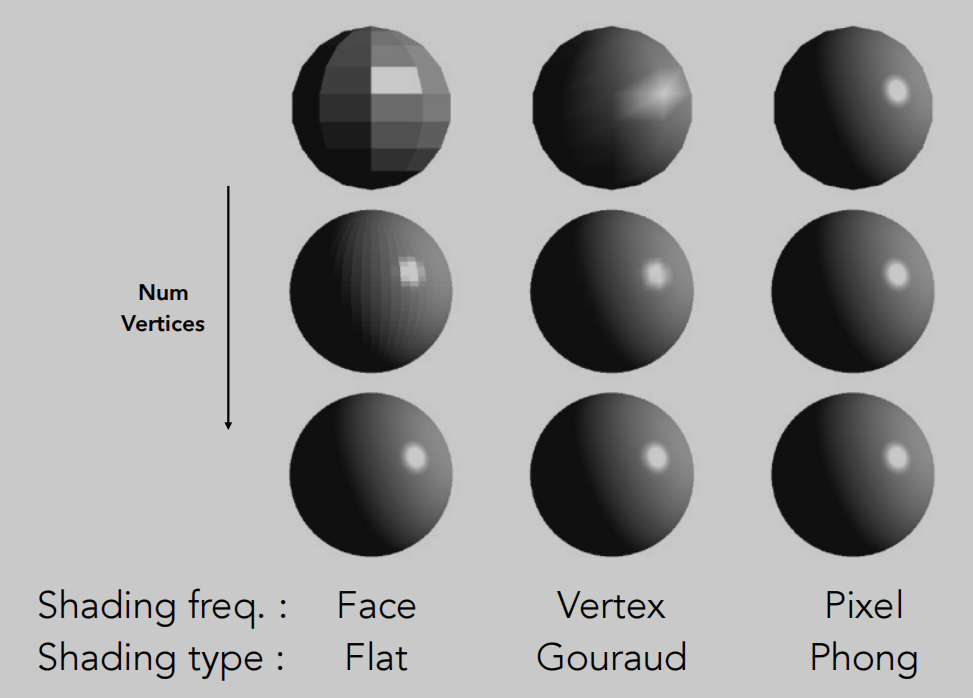 Num
Vertices
Shading freq. : Face Vertex Pixel
Shading type : Flat Gouraud Phong